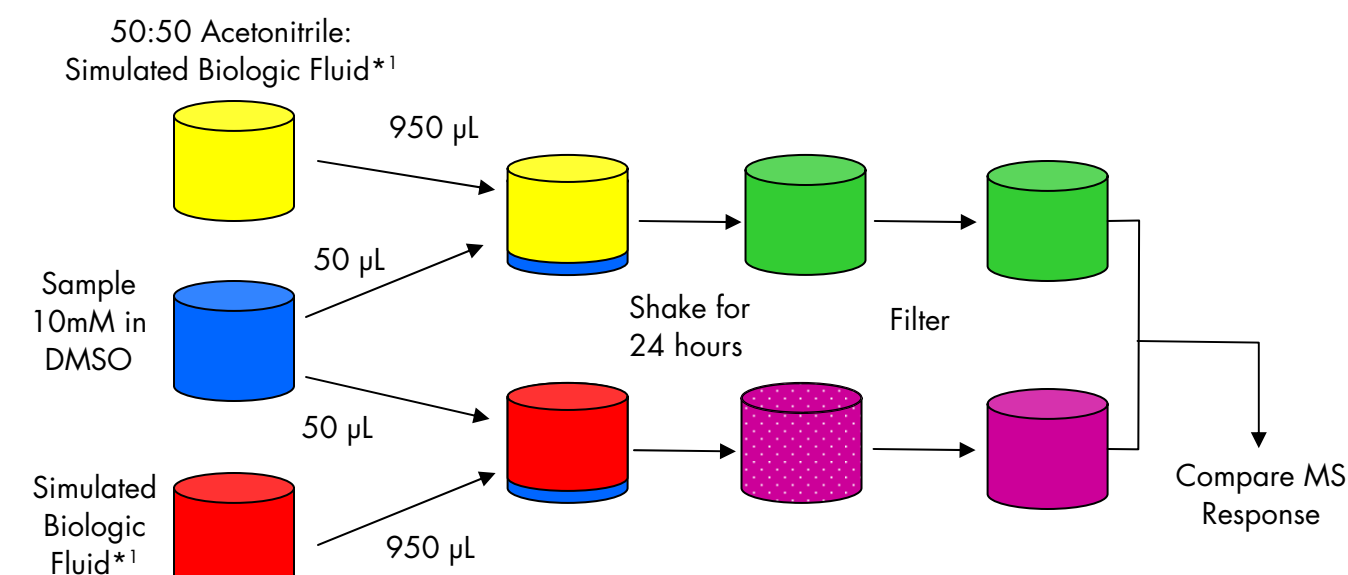 50:50 Acetonitrile:
Simulated Biologic Fluid*1
950 µL
50 µL
Sample
10mM in
DMSO
Shake for
24 hours
Filter
50 µL
Simulated
Biologic
Fluid*1
950 µL
Compare MS
Response